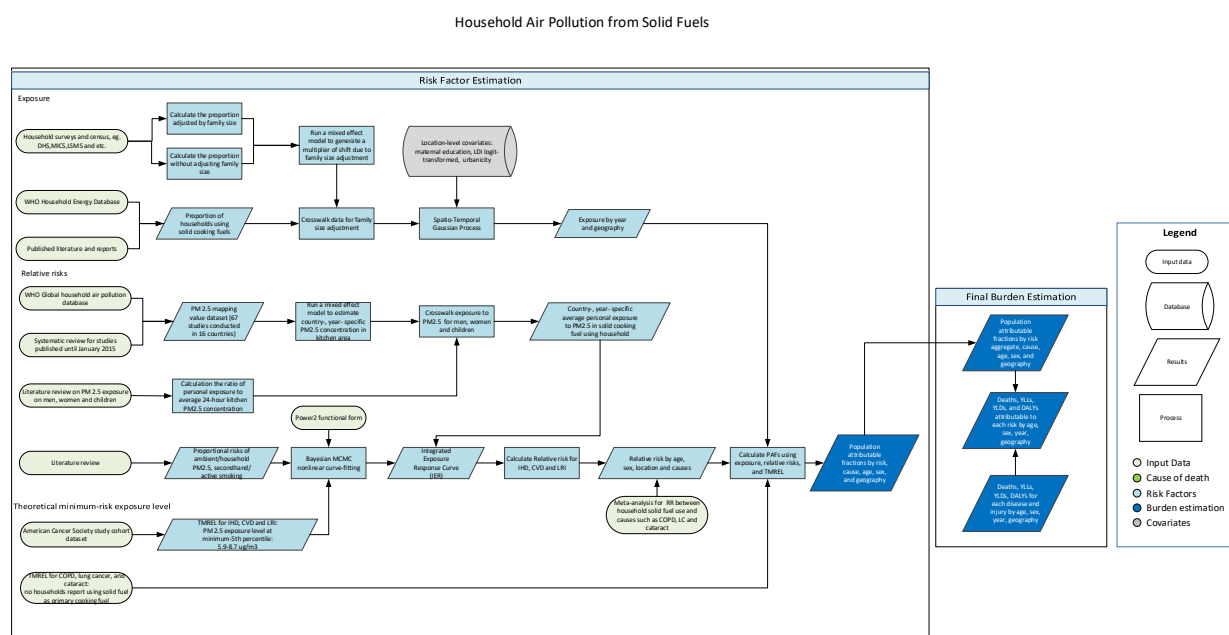 Household Air Pollution from Solid Fuels
Risk Factor Estimation
Exposure
Household surveys and census, eg.
DHS,MICS,LSMS and etc.
Calculate the proportion
adjusted by family size
Calculate the proportion
without adjusting family
size
Run a mixed effect
model to generate a
multiplier of shift due to
family size adjustment
Location-level covariates:
maternal education, LDI logit-
transformed, urbanicity
WHO Household Energy Database
Published literature and reports
Proportion of
households using
solid cooking fuels
Crosswalk data for family
size adjustment
Spatio-Temporal
Gaussian Process
Exposure by year
and geography
Relative risks
WHO Global household air pollution
database
Systematic review for studies
published until January 2015
PM 2.5 mapping
value dataset (67
studies conducted
in 16 countries)
Run a mixed effect
model to estimate
country-, year- specific
PM2.5 concentration in
kitchen area
Crosswalk exposure to
PM2.5 for men, women
and children
Country-, year-specific
average personal exposure
to PM2.5 in solid cooking
fuel using household
Literature review on PM 2.5 exposure
on men, women and children
Calculation the ratio of
personal exposure to
average 24-hour kitchen
PM2.5 concentration
Power2 functional form
Literature review
Proportional risks of
ambient/household
PM2.5, secondhand/
active smoking
Bayesian MCMC
nonlinear curve-fitting
Integrated
Exposure
Response Curve
(IER)
Calculate Relative risk for
IHD, CVD and LRI
Relative risk by age,
sex, location and causes
Calculate PAFs using
exposure, relative risks,
and TMREL
Population
attributable
fractions by risk,
cause, age, sex,
and geography
Meta-analysis for RR between
household solid fuel use and
causes such as COPD, LC and
cataract
Theoretical minimum-risk exposure level
American Cancer Society study cohort
dataset
TMREL for IHD, CVD and LRI:
PM 2.5 exposure level at
minimum-5th percentile:
5.9-8.7 ug/m3
TMREL for COPD, lung cancer, and
cataract:
no households report using solid fuel
as primary cooking fuel
Final Burden Estimation
Population
attributable
fractions by risk
aggregate, cause,
age, sex, and
geography
Deaths, YLLs,
YLDs, and DALYs
attributable to
each risk by age,
sex, year,
geography
Deaths, YLLs,
YLDs, DALYs for
each disease and
injury by age, sex,
year, geography
Legend
Input data
Database
Results
Process
Input Data
Cause of death
Risk Factors
Burden estimation
Covariates